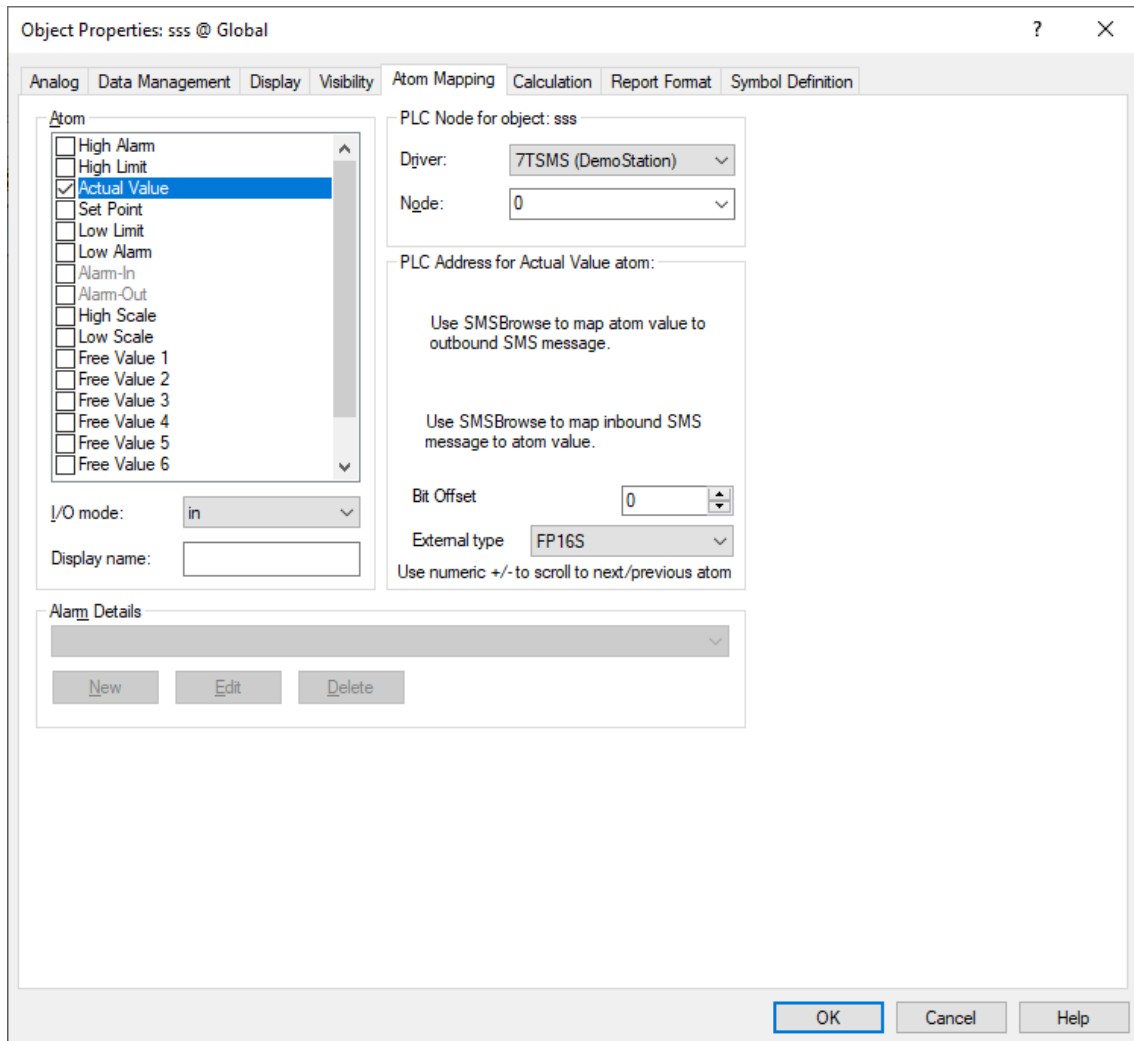 Object Properties: sss @ Global
?
Analog
Data Management
Display
Visibility
Atom Mapping
Calculation
Report Format
Symbol Definition
Atom
High Alarm
High Limit
Actual Value
Set Point
Low Limit
Low Alarm
Alarm-In
Alarm-Out
High Scale
Low Scale
Free Value 1
Free Value 2
Free Value 3
Free Value 4
Free Value 5
Free Value 6
I/O mode:
in
Display name:
PLC Node for object: sss
Driver:
7TSMS (DemoStation)
Node:
0
PLC Address for Actual Value atom:
Use SMSBrowse to map atom value to
outbound SMS message.
Use SMSBrowse to map inbound SMS
message to atom value.
Bit Offset
0
External type
FP16S
Use numeric +/- to scroll to next/previous atom
Alarm Details
New
Edit
Delete
OK
Cancel
Help